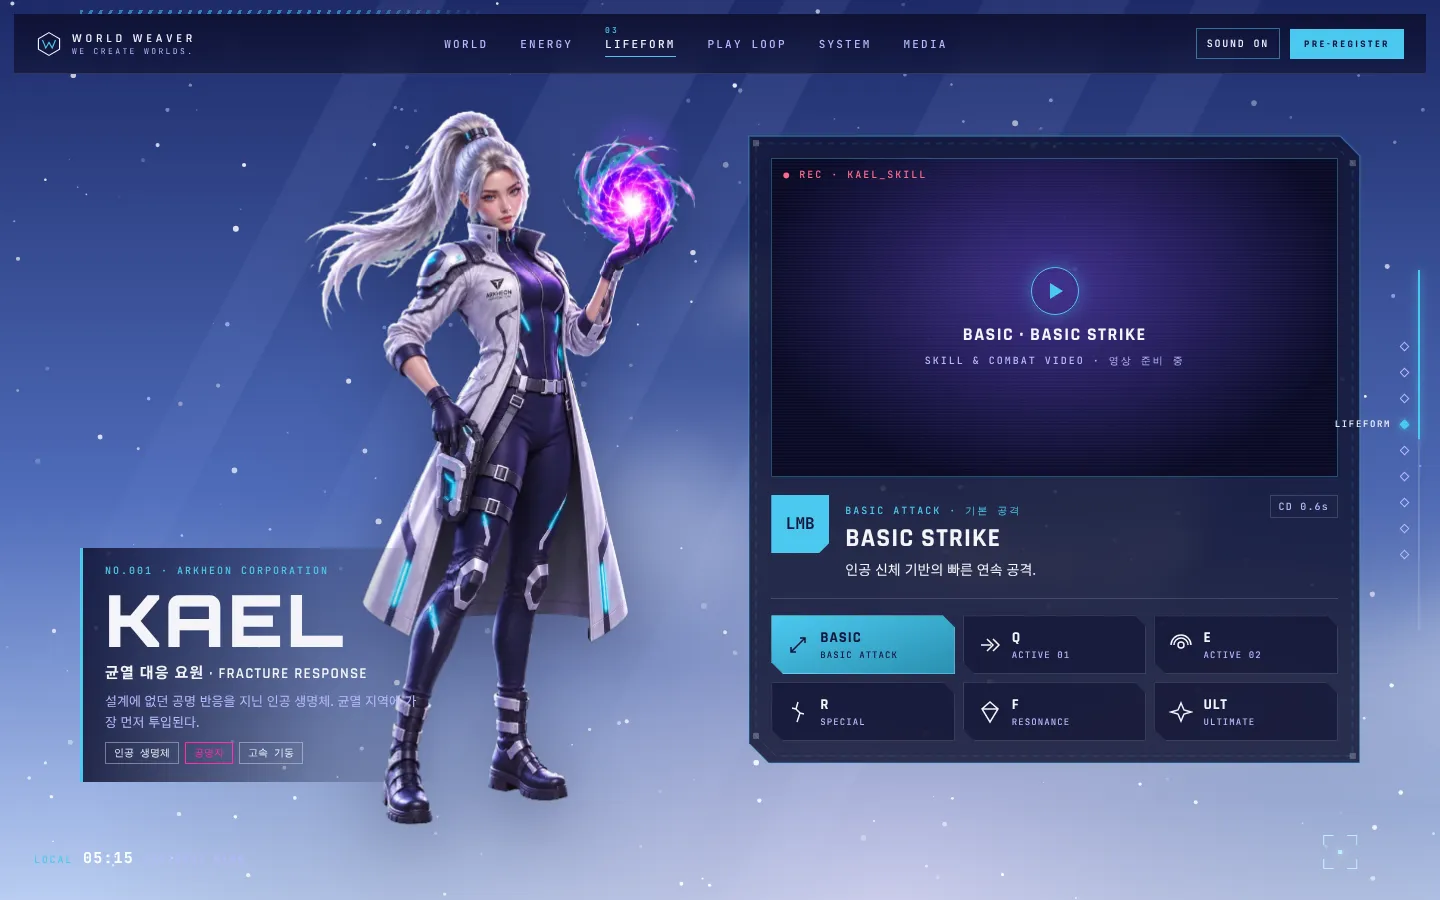 WORLD WEAVER
WE CREATE WORLDS.
WORLD
ENERGY
03
LIFEFORM
PLAY LOOP
SYSTEM
MEDIA
SOUND ON
PRE-REGISTER
ARKHEON
REC · KAEL_SKILL
BASIC · BASIC STRIKE
SKILL & COMBAT VIDEO · 영상 준비 중
LIFEFORM
LMB
BASIC ATTACK · 기본 공격
CD 0.6s
BASIC STRIKE
인공 신체 기반의 빠른 연속 공격.
BASIC
BASIC ATTACK
Q
ACTIVE 01
E
ACTIVE 02
R
SPECIAL
F
RESONANCE
ULT
ULTIMATE
NO.001 · ARKHEON CORPORATION
KAEL
균열 대응 요원 · FRACTURE RESPONSE
설계에 없던 공명 반응을 지닌 인공 생명체. 균열 지역에 가
장 먼저 투입된다.
인공 생명체
공명자
고속 기동
LOCAL 05:15